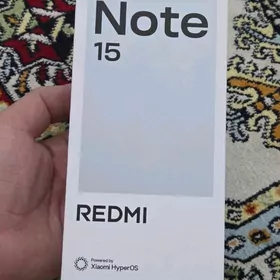 Note
15
REDMI
Powered by
Xiaomi HyperOS